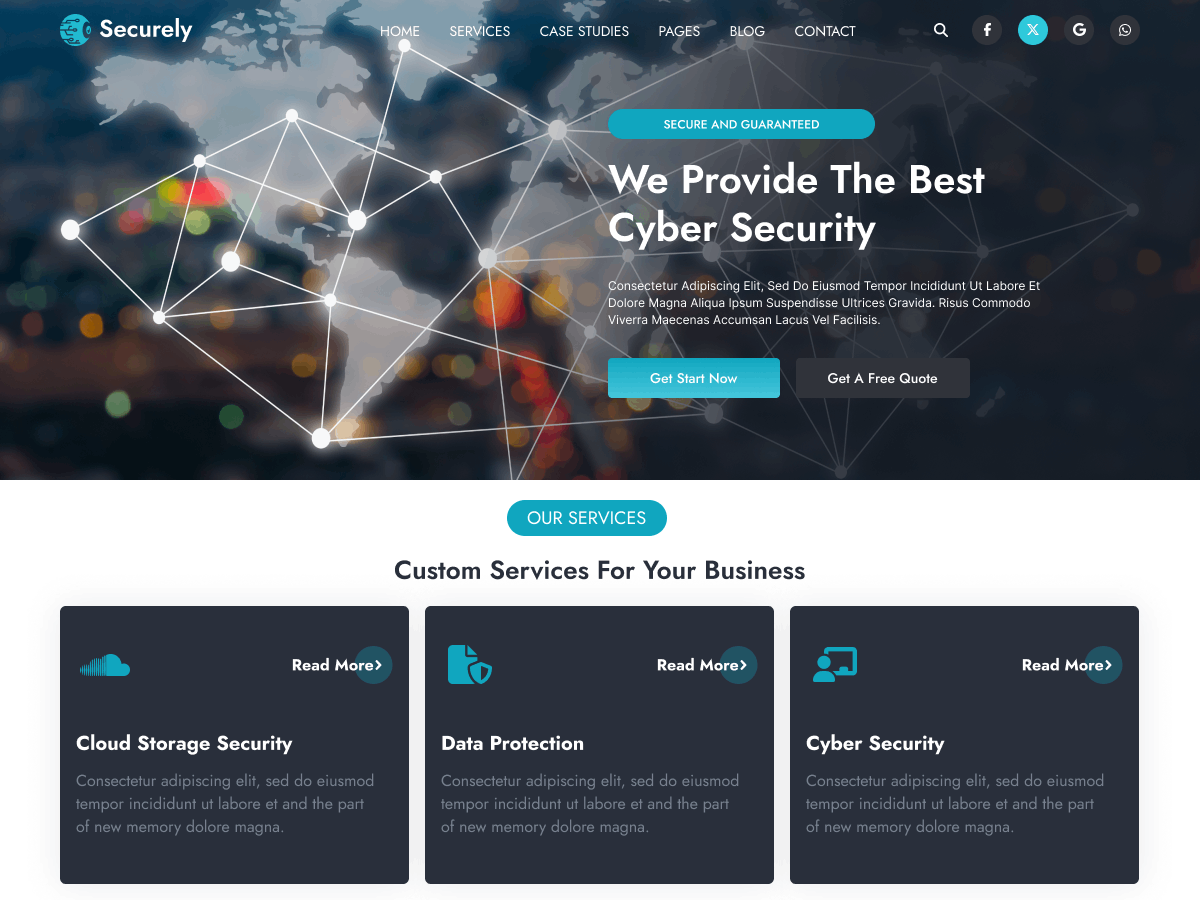 Securely
HOME SERVICES CASE STUDIES PAGES BLOG CONTACT
SECURE AND GUARANTEED
We Provide The Best
Cyber Security
Consectetur Adipiscing Elit, Sed Do Eiusmod Tempor Incididunt Ut Labore Et
Dolore Magna Aliqua Ipsum Suspendisse Ultrices Gravida. Risus Commodo
Viverra Maecenas Accumsan Lacus Vel Facilisis.
Get Start Now
Get A Free Quote
OUR SERVICES
Custom Services For Your Business
Read More
Cloud Storage Security
Consectetur adipiscing elit, sed do eiusmod
tempor incididunt ut labore et and the part
of new memory dolore magna.
Read More
Data Protection
Consectetur adipiscing elit, sed do eiusmod
tempor incididunt ut labore et and the part
of new memory dolore magna.
Read More
Cyber Security
Consectetur adipiscing elit, sed do eiusmod
tempor incididunt ut labore et and the part
of new memory dolore magna.